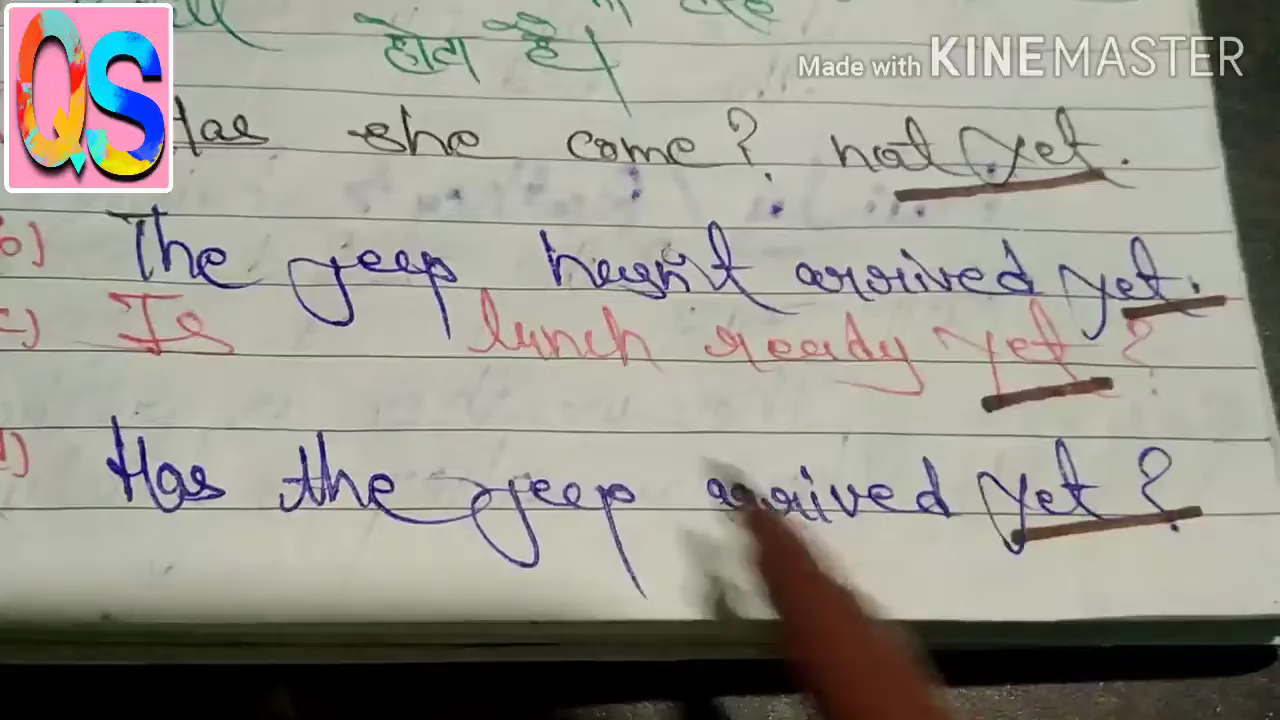 QS
Made with KINEMASTER
होता है।
Has she come? not yet.
b) The jeep hasn't arrived yet.
c) Is lunch ready yet?
d) Has the jeep arrived yet?